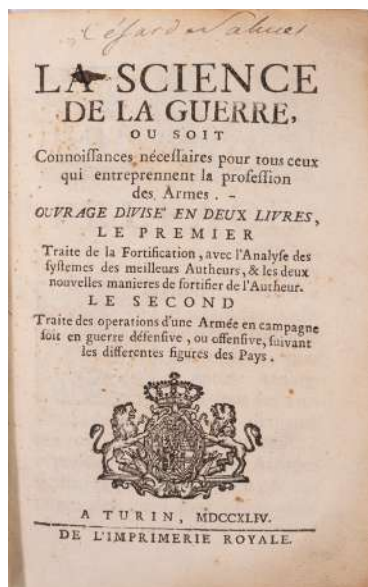 LA SCIENCE
DE LA GUERRE,
OU SOIT
Connoiſſances néceſſaires pour tous ceux
qui entreprennent la profeſſion
des Armes. -
OUVRAGE DIVISE' EN DEUX LIVRES,
LE PREMIER
Traite de la Fortification, avec l'Analyſe des
ſyſtemes des meilleurs Autheurs, & les deux
nouvelles manieres de fortifier de l'Autheur.
LE SECOND
Traite des operations d'une Armée en campagne
ſoit en guerre défenſive, ou offenſive, ſuivant
les differentes figures des Pays.
A TURIN, MDCCXLIV.
DE L'IMPRIMERIE ROYALE.